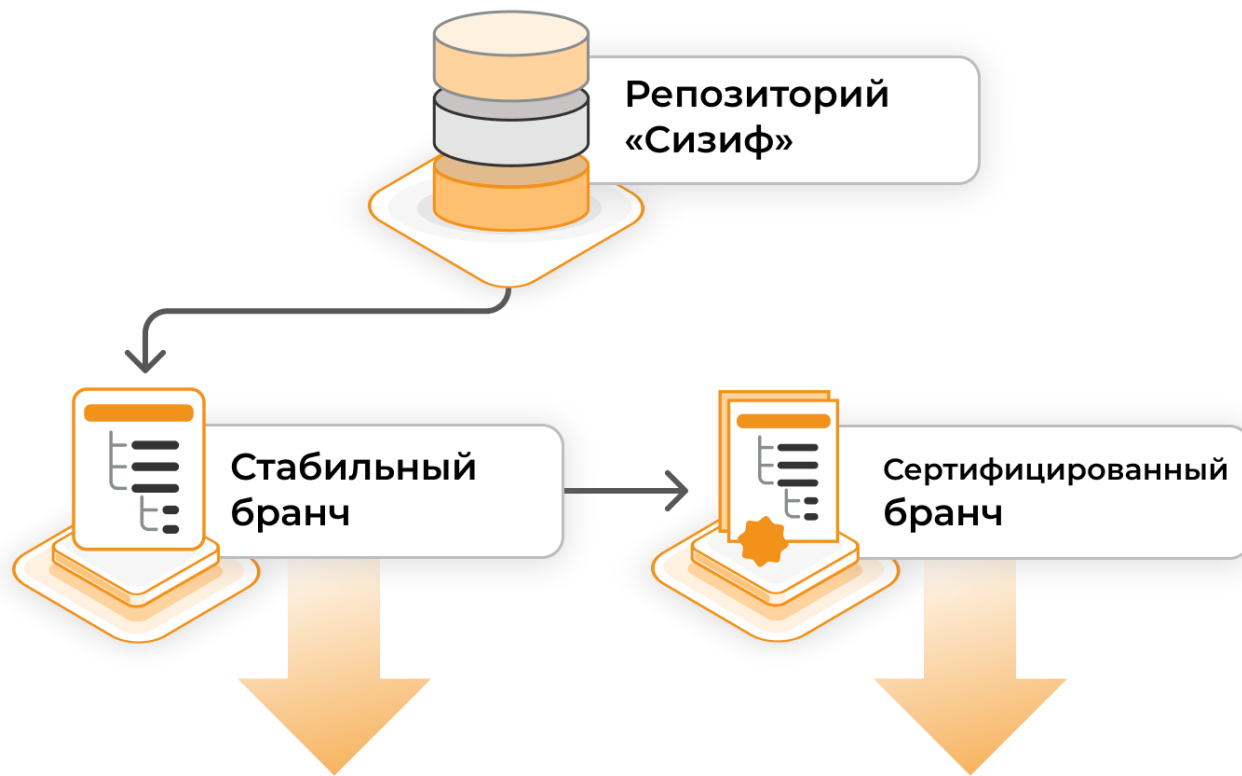 Репозиторий
«Сизиф»
Стабильный
бранч
Сертифицированный
бранч